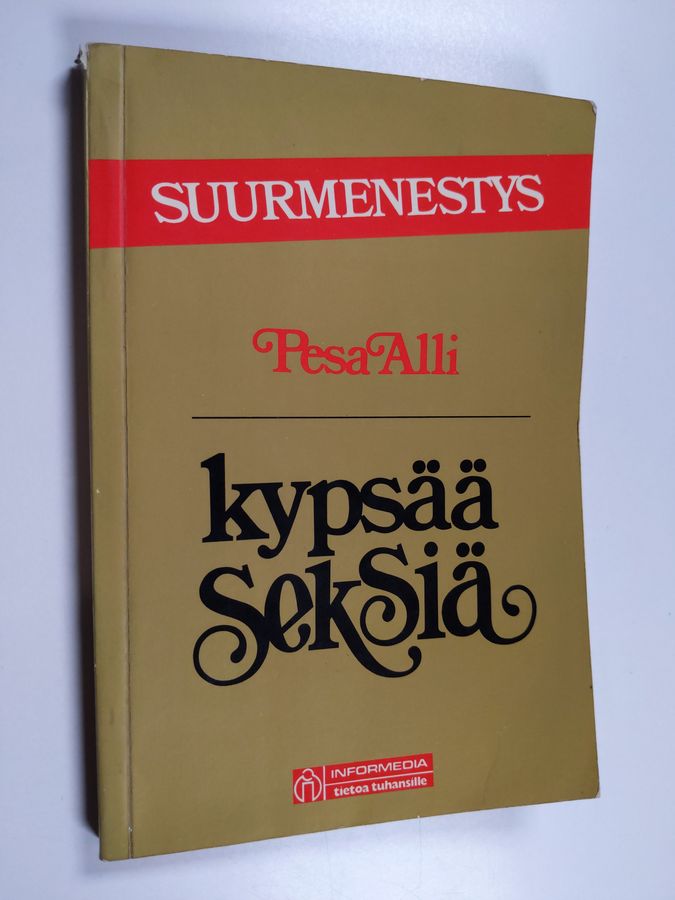 SUURMENESTYS
Pesa Alli
kypsää
SekSiä
INFORMEDIA
tietoa tuhansille